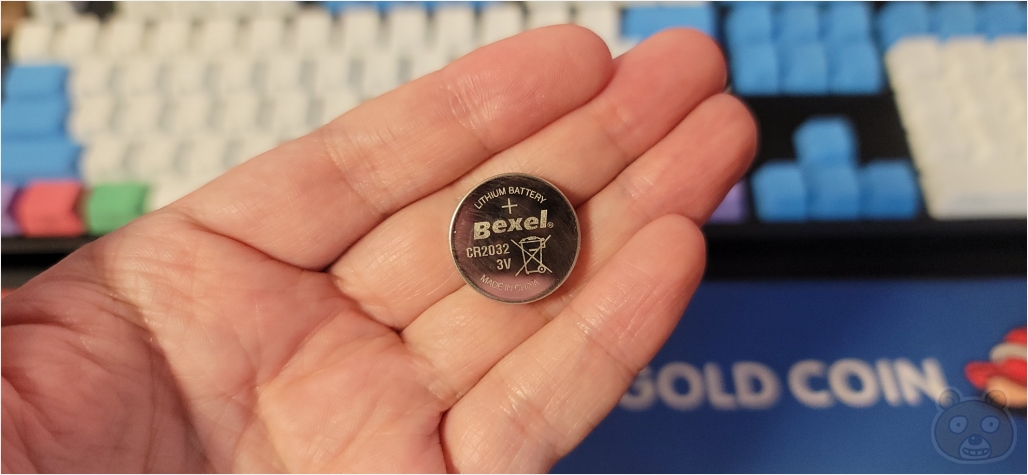 LITHIUM BATTERY
+
Bexel®
CR2032
3V
MADE IN CHINA
GOLD COIN